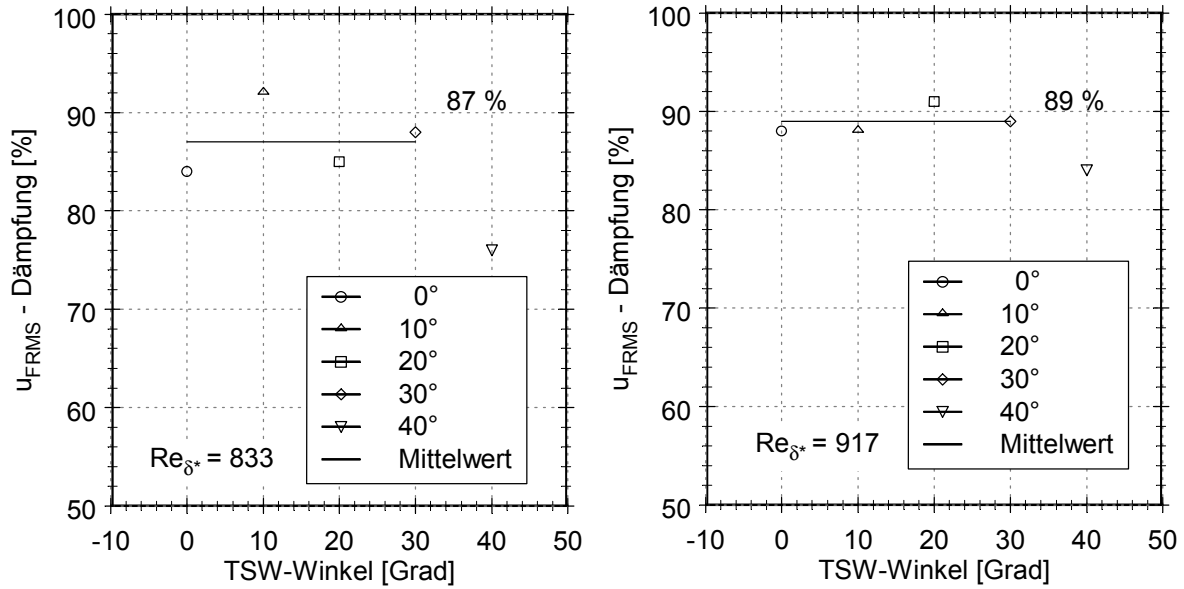 100
90
80
70
60
50
-10 0 10 20 30 40 50
u_FRMS - Dämpfung [%]
TSW-Winkel [Grad]
87 %
0°
10°
20°
30°
40°
Mittelwert
Re_δ* = 833
100
90
80
70
60
50
-10 0 10 20 30 40 50
u_FRMS - Dämpfung [%]
TSW-Winkel [Grad]
89 %
0°
10°
20°
30°
40°
Mittelwert
Re_δ* = 917